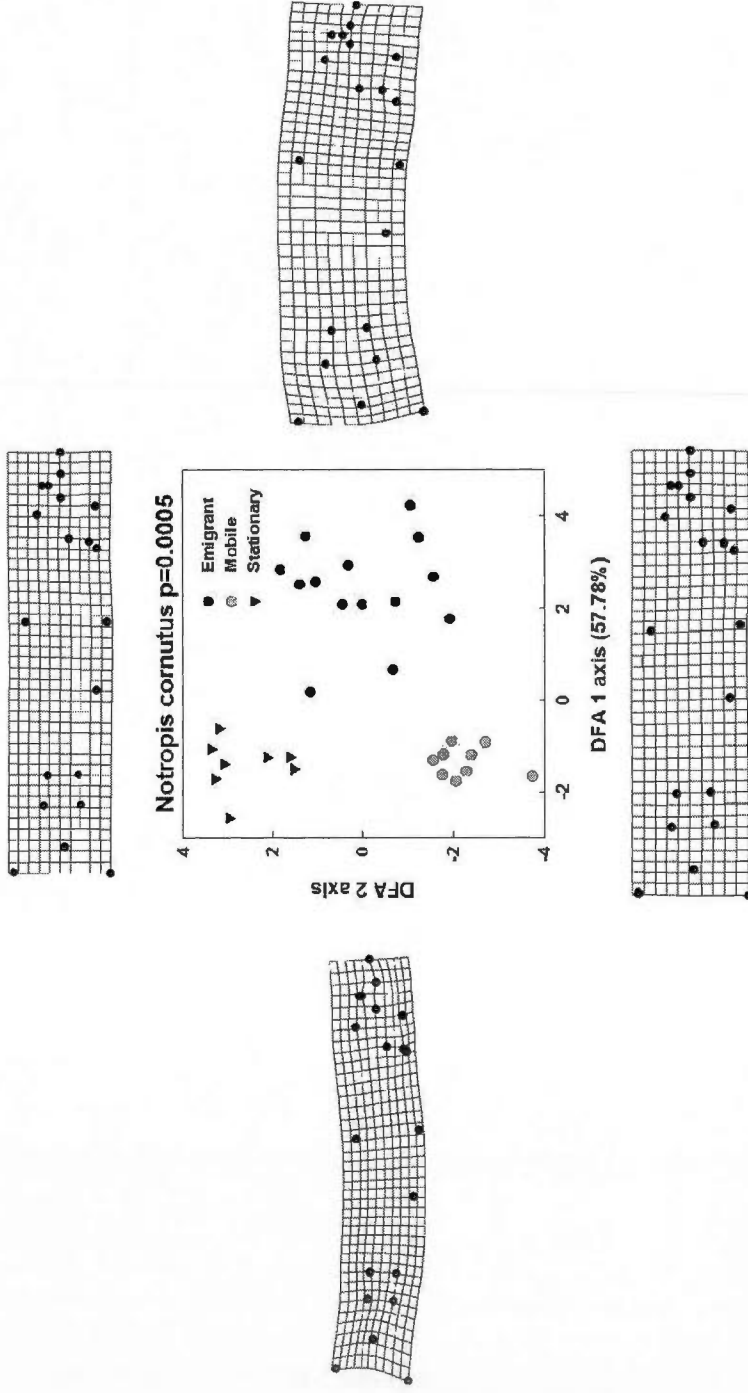 Notropis cornutus p=0.0005
Emigrant
Mobile
Stationary
4
2
0
-2
-4
DFA 2 axis
-2
0
2
4
DFA 1 axis (57.78%)